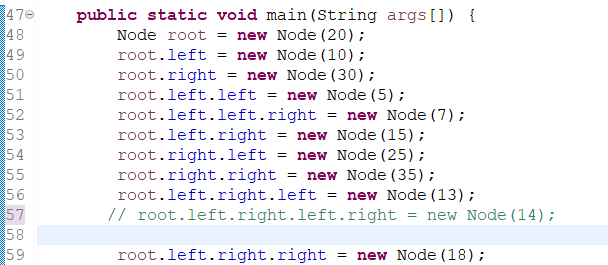 47 public static void main(String args[]) {
48 Node root = new Node(20);
49 root.left = new Node(10);
50 root.right = new Node(30);
51 root.left.left = new Node(5);
52 root.left.left.right = new Node(7);
53 root.left.right = new Node(15);
54 root.right.left = new Node(25);
55 root.right.right = new Node(35);
56 root.left.right.left = new Node(13);
57 // root.left.right.left.right = new Node(14);
58
59 root.left.right.right = new Node(18);